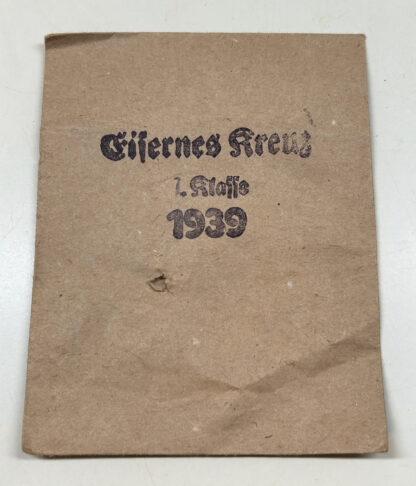 Eisernes Kreuz
1. Klasse
1939